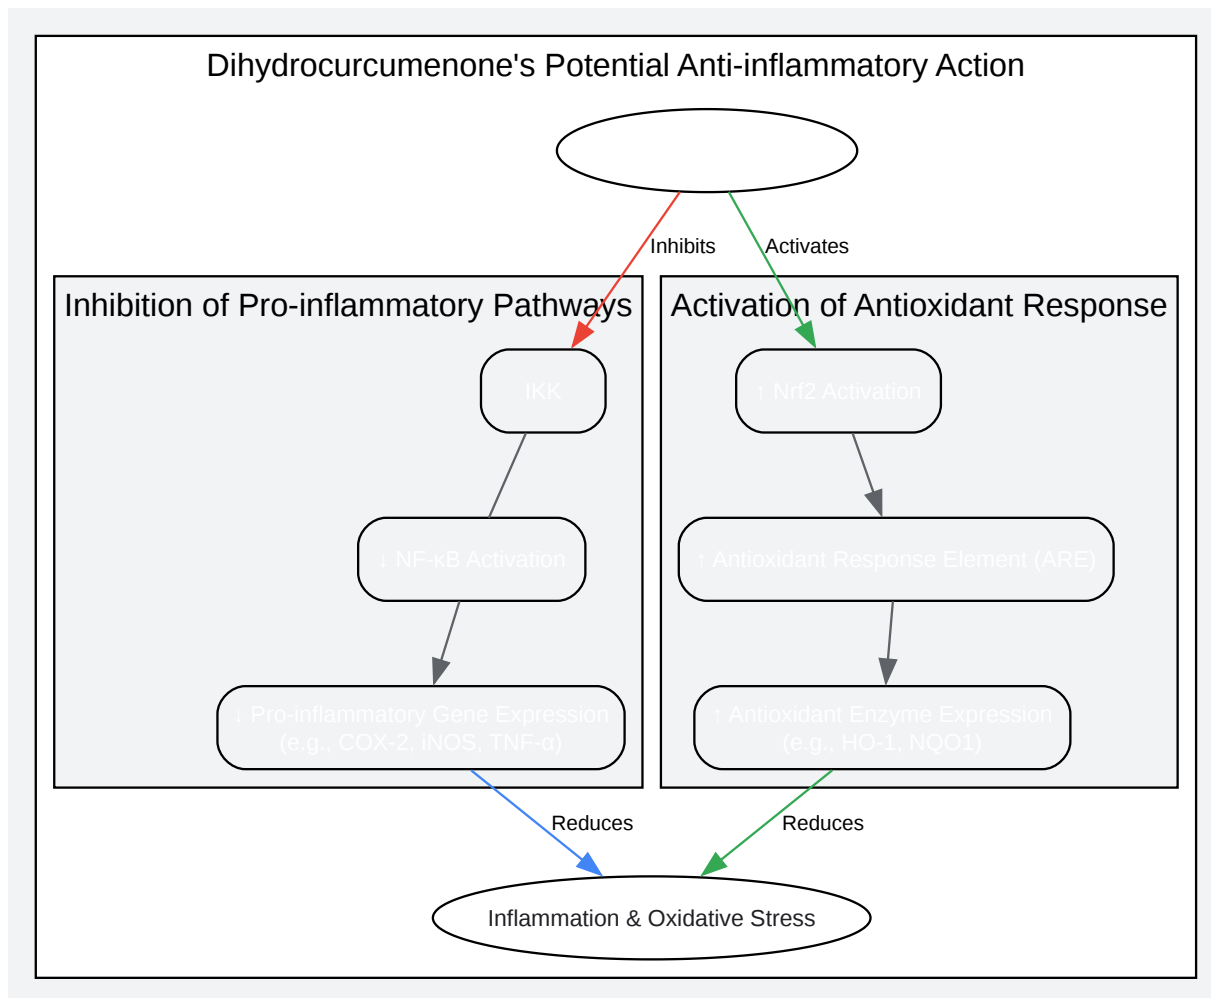 Dihydrocurcumenone's Potential Anti-inflammatory Action
Inhibits
Activates
Inhibition of Pro-inflammatory Pathways
Activation of Antioxidant Response
IKK
↑ Nrf2 Activation
↓ NF-κB Activation
↑ Antioxidant Response Element (ARE)
↓ Pro-inflammatory Gene Expression
(e.g., COX-2, iNOS, TNF-α)
↑ Antioxidant Enzyme Expression
(e.g., HO-1, NQO1)
Reduces
Reduces
Inflammation & Oxidative Stress